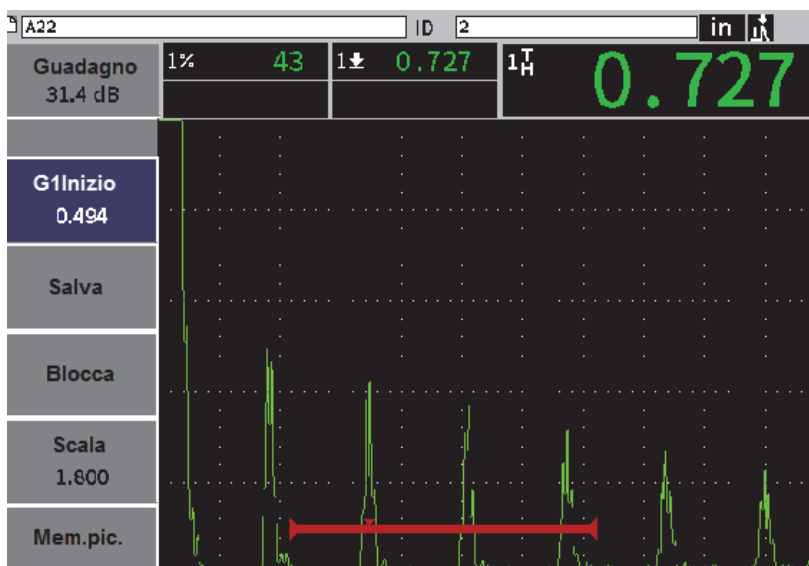 A22 ID 2 in
Guadagno
31.4 dB
1% 43
1 0.727
1TH 0.727
G1Inizio
0.494
Salva
Blocca
Scala
1.800
Mem.pic.